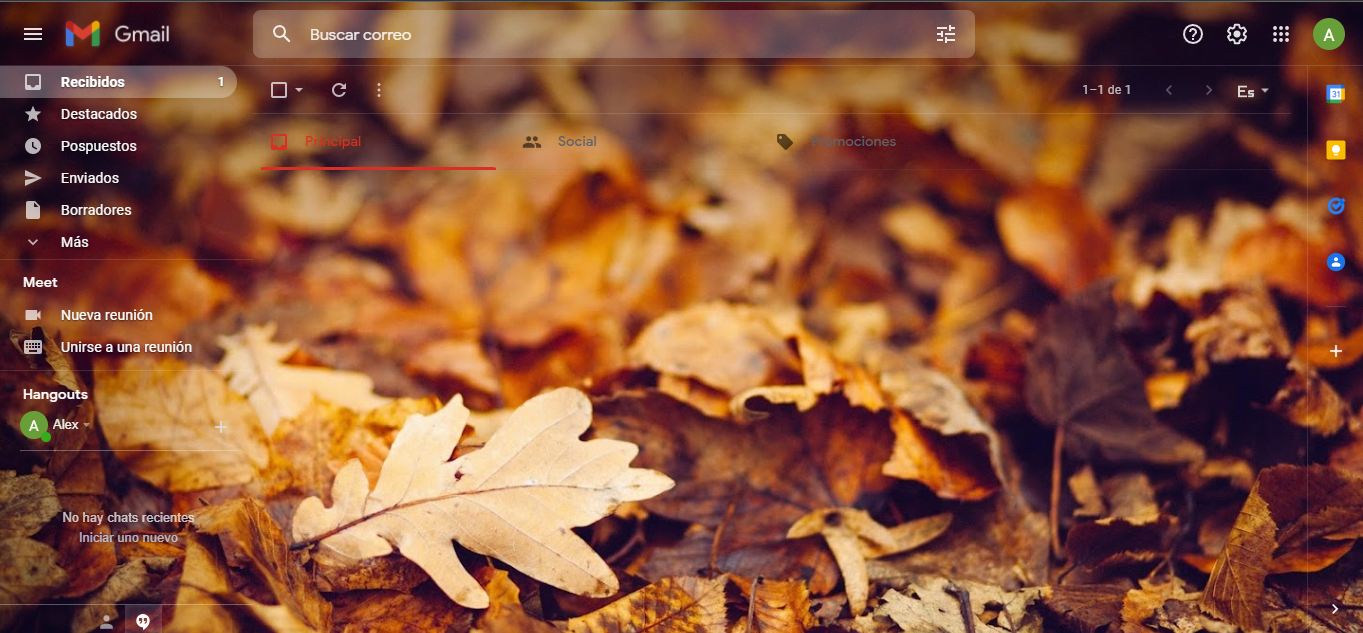 Gmail
Buscar correo
A
Recibidos 1
1–1 de 1
Es
Destacados
Principal
Social
Promociones
Pospuestos
Enviados
Borradores
Más
Meet
Nueva reunión
Unirse a una reunión
Hangouts
A Alex
No hay chats recientes
Iniciar uno nuevo
31